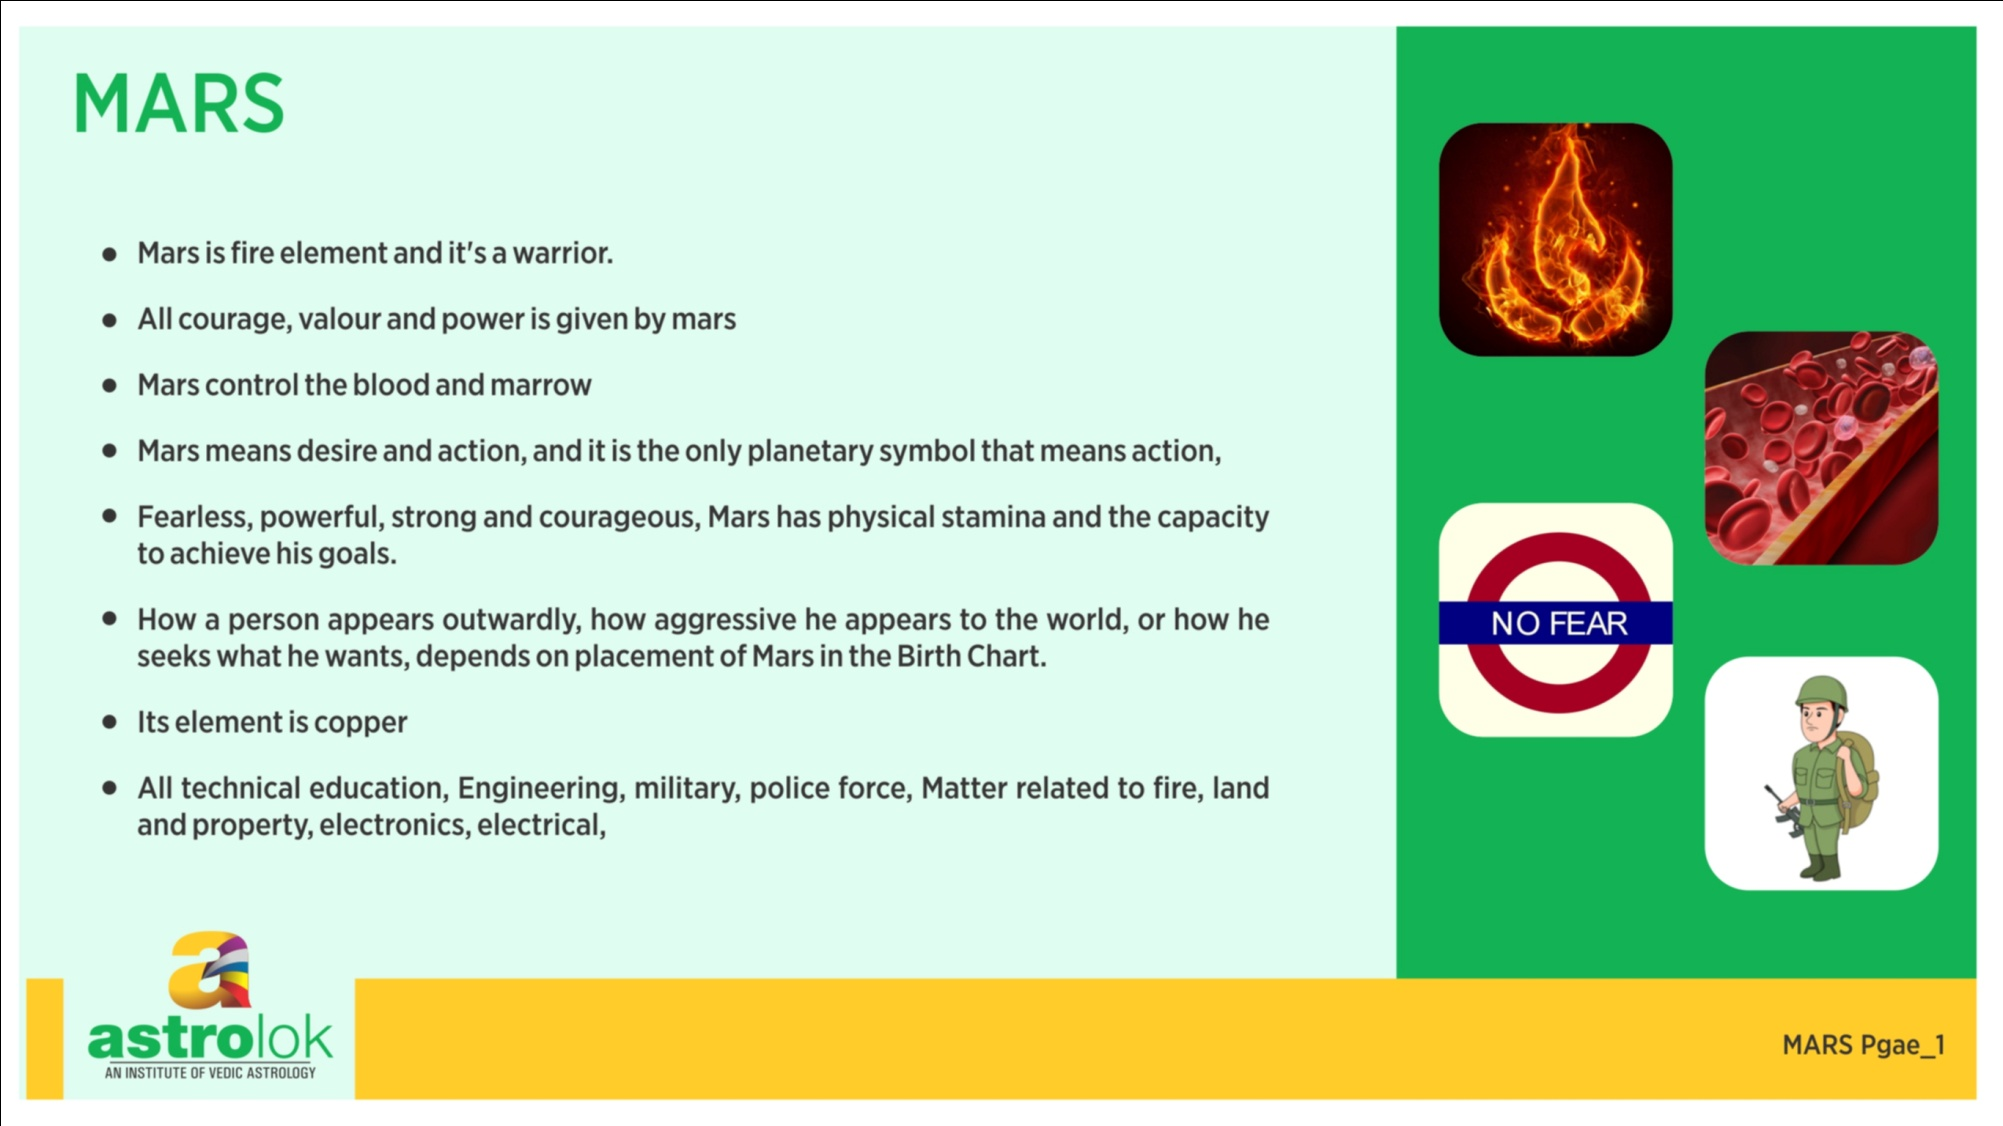 MARS
● Mars is fire element and it's a warrior.
● All courage, valour and power is given by mars
● Mars control the blood and marrow
● Mars means desire and action, and it is the only planetary symbol that means action,
● Fearless, powerful, strong and courageous, Mars has physical stamina and the capacity
to achieve his goals.
● How a person appears outwardly, how aggressive he appears to the world, or how he
seeks what he wants, depends on placement of Mars in the Birth Chart.
● Its element is copper
● All technical education, Engineering, military, police force, Matter related to fire, land
and property, electronics, electrical,
NO FEAR
a
astrolok
AN INSTITUTE OF VEDIC ASTROLOGY
MARS Pgae_1